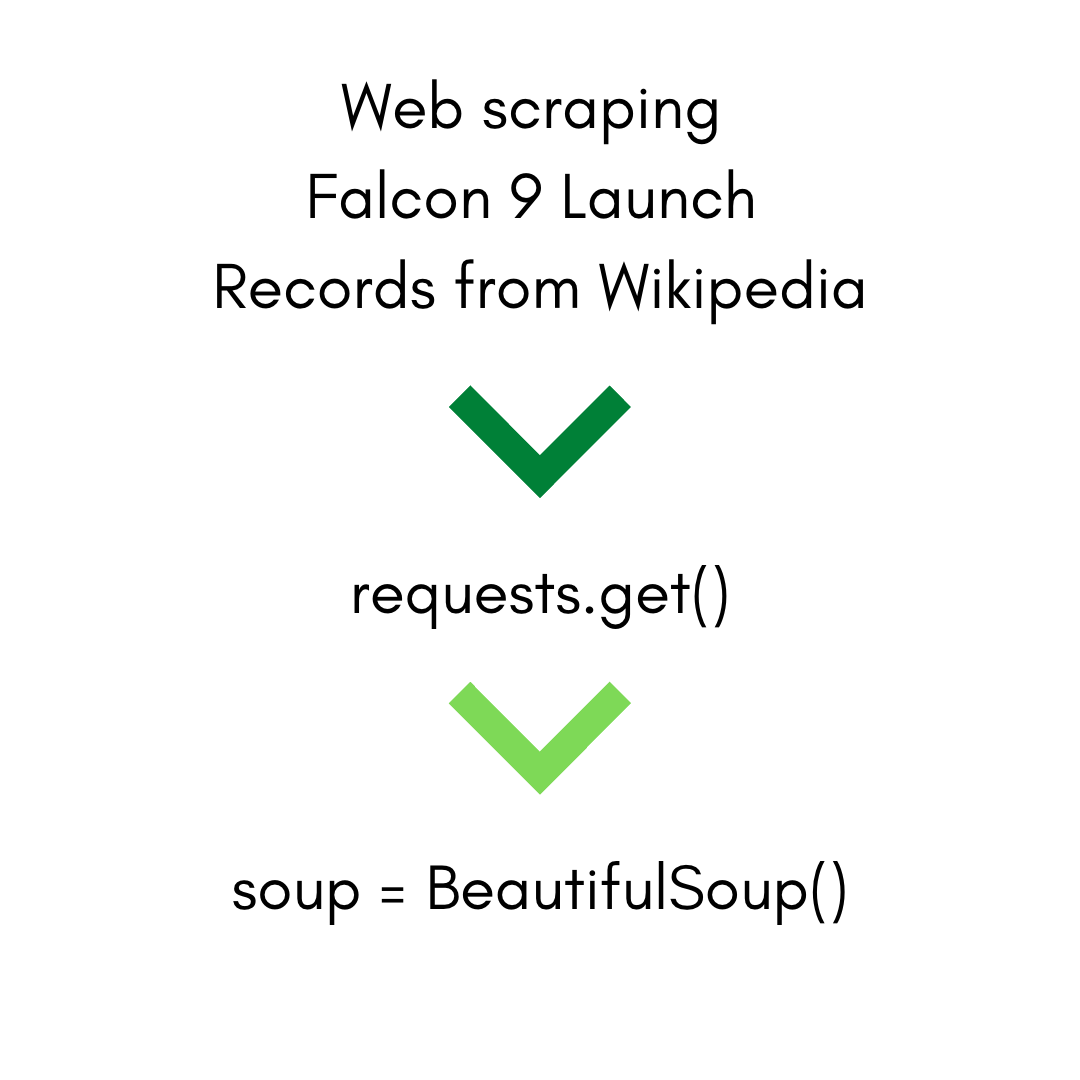 Web scraping
Falcon 9 Launch
Records from Wikipedia
requests.get()
soup = BeautifulSoup()